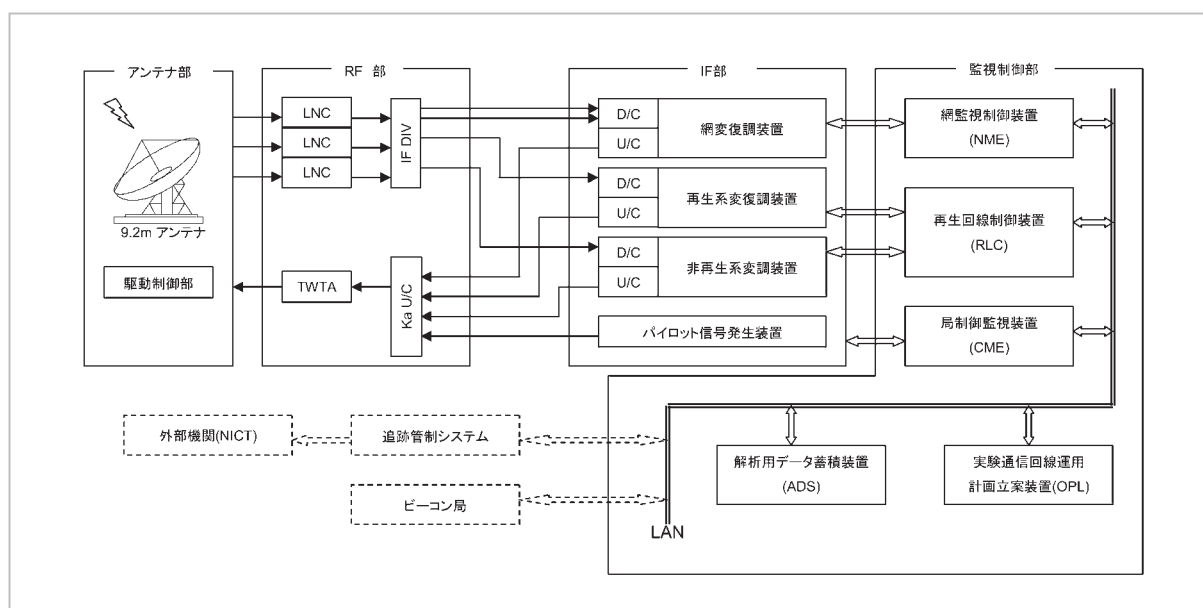 アンテナ部
9.2m アンテナ
駆動制御部
RF 部
LNC
LNC
LNC
IF DIV
TWTA
Ka U/C
IF部
D/C
U/C
網変復調装置
D/C
U/C
再生系変復調装置
D/C
U/C
非再生系変調装置
パイロット信号発生装置
監視制御部
網監視制御装置
(NME)
再生回線制御装置
(RLC)
局制御監視装置
(CME)
外部機関(NICT)
追跡管制システム
ビーコン局
解析用データ蓄積装置
(ADS)
実験通信回線運用
計画立案装置(OPL)
LAN